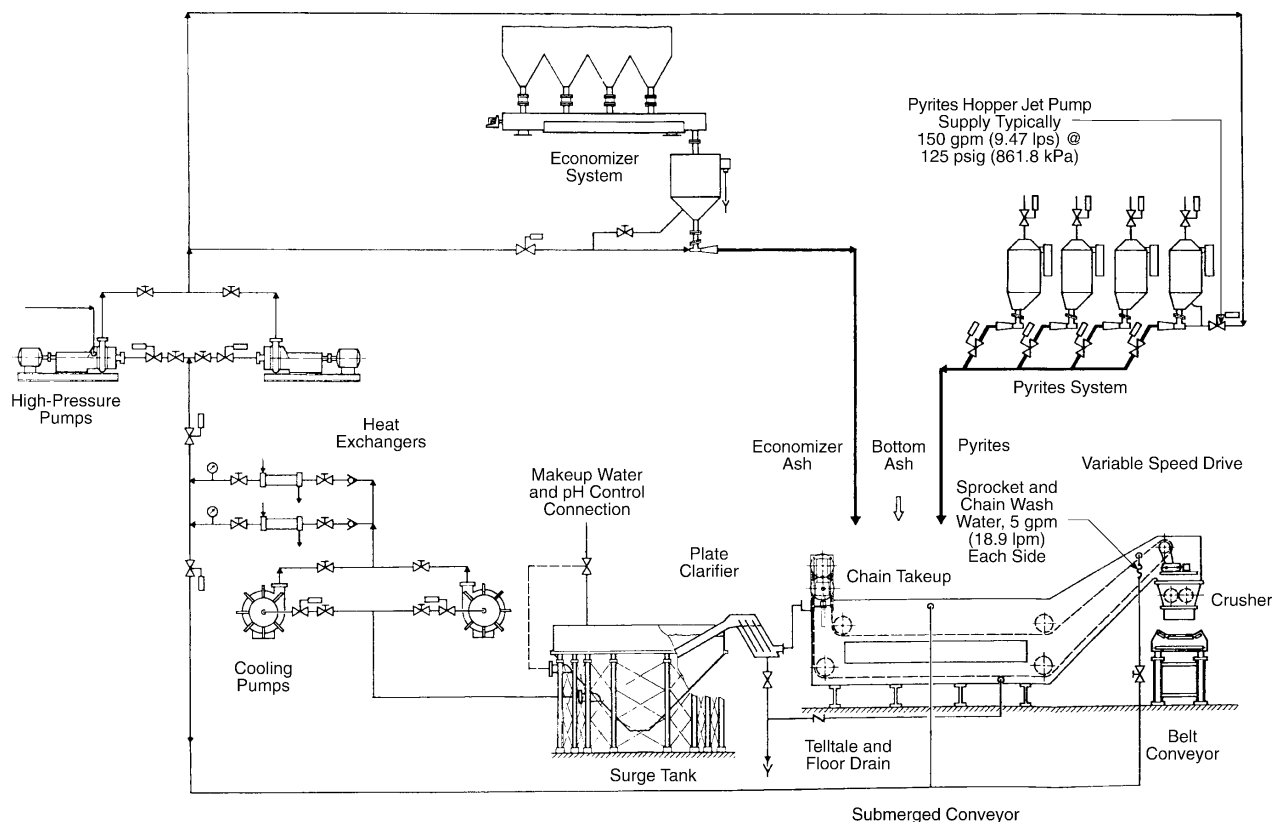 Economizer
System
Pyrites Hopper Jet Pump
Supply Typically
150 gpm (9.47 lps) @
125 psig (861.8 kPa)
High-Pressure
Pumps
Pyrites System
Heat
Exchangers
Economizer
Ash
Bottom
Ash
Pyrites
Variable Speed Drive
Makeup Water
and pH Control
Connection
Sprocket and
Chain Wash
Water, 5 gpm
(18.9 lpm)
Each Side
Plate
Clarifier
Chain Takeup
Crusher
Cooling
Pumps
Telltale and
Floor Drain
Belt
Conveyor
Surge Tank
Submerged Conveyor